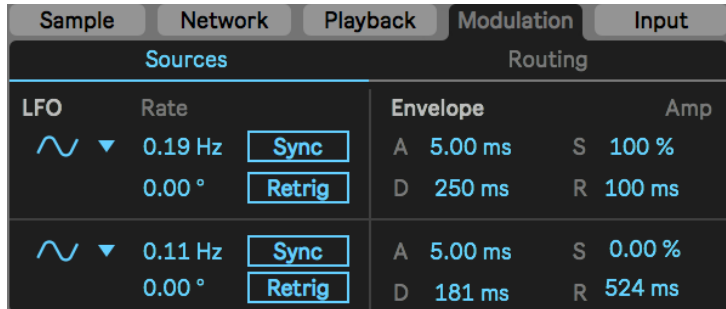 Sample Network Playback Modulation Input
Sources Routing
LFO Rate Envelope Amp
0.19 Hz Sync A 5.00 ms S 100 %
0.00 ° Retrig D 250 ms R 100 ms
0.11 Hz Sync A 5.00 ms S 0.00 %
0.00 ° Retrig D 181 ms R 524 ms